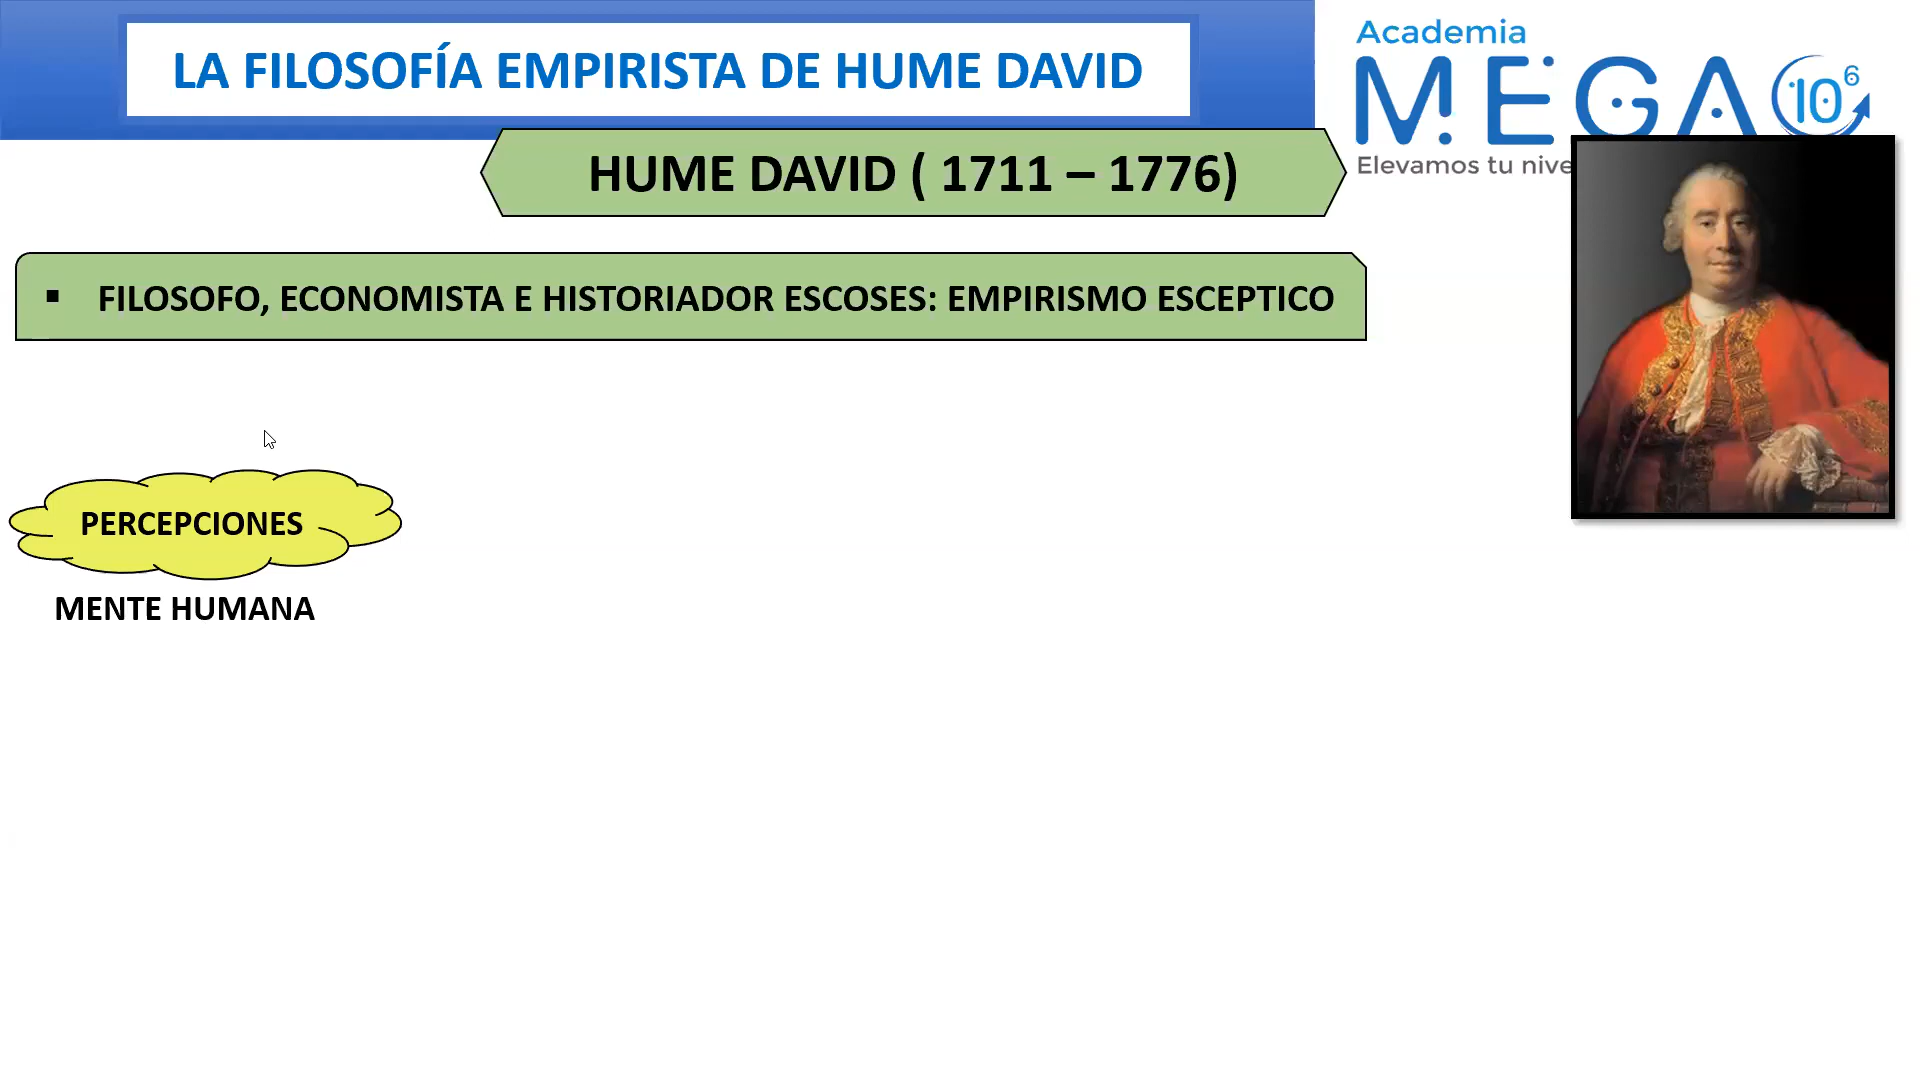 LA FILOSOFÍA EMPIRISTA DE HUME DAVID
Academia
MEGA 10⁶
Elevamos tu nive
HUME DAVID ( 1711 – 1776)
▪ FILOSOFO, ECONOMISTA E HISTORIADOR ESCOSES: EMPIRISMO ESCEPTICO
PERCEPCIONES
MENTE HUMANA